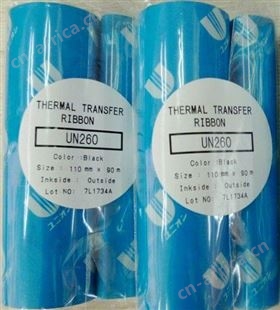 THERMAL TRANSFER
RIBBON
UN260
Color :Black
Size : 110 mm x 90 m
Inkside : Outside
Lot NO: 7L1734A
THERMAL TRANSFER
RIBBON
UN260
Color :Black
Size : 110 mm x 90 m
Inkside : Outside
Lot NO: 7L1734A